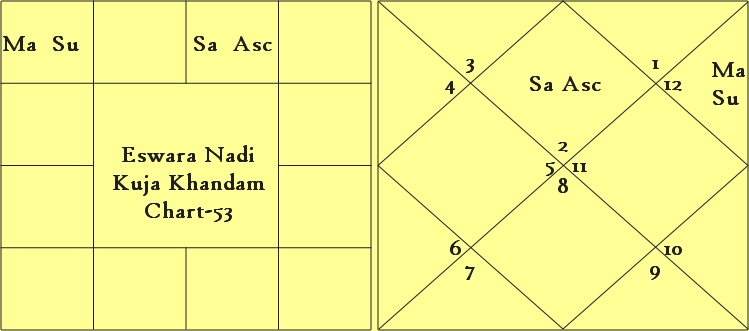 Ma Su
Sa Asc
Eswara Nadi
Kuja Khandam
Chart-53
3
1
4
Sa Asc
12
Ma
Su
2
5
11
8
6
10
7
9